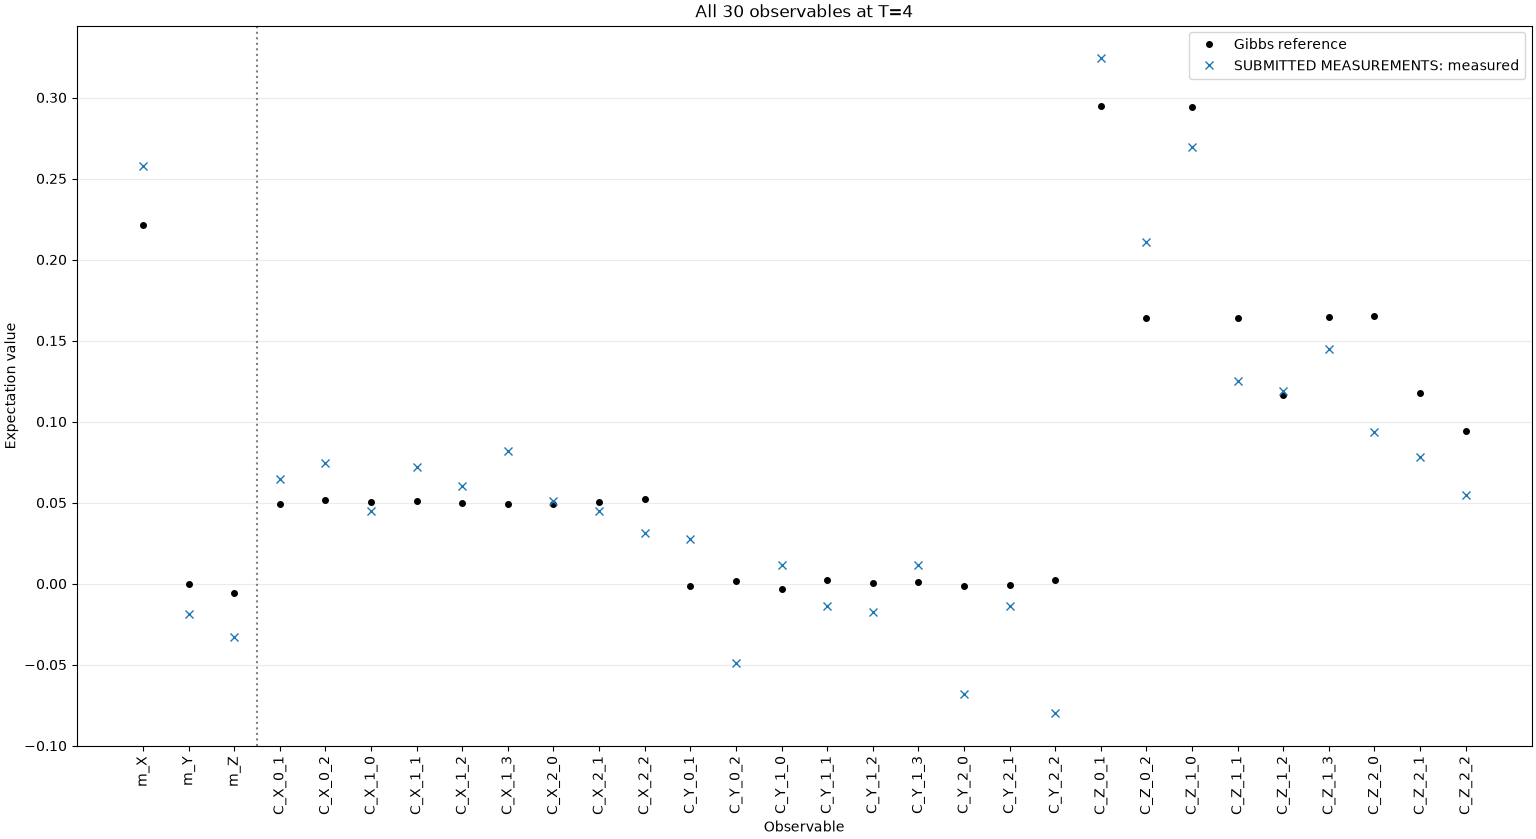 All 30 observables at T=4
Gibbs reference
SUBMITTED MEASUREMENTS: measured
Expectation value
0.30
0.25
0.20
0.15
0.10
0.05
0.00
−0.05
−0.10
m_X
m_Y
m_Z
C_X_0_1
C_X_0_2
C_X_1_0
C_X_1_1
C_X_1_2
C_X_1_3
C_X_2_0
C_X_2_1
C_X_2_2
C_Y_0_1
C_Y_0_2
C_Y_1_0
C_Y_1_1
C_Y_1_2
C_Y_1_3
C_Y_2_0
C_Y_2_1
C_Y_2_2
C_Z_0_1
C_Z_0_2
C_Z_1_0
C_Z_1_1
C_Z_1_2
C_Z_1_3
C_Z_2_0
C_Z_2_1
C_Z_2_2
Observable